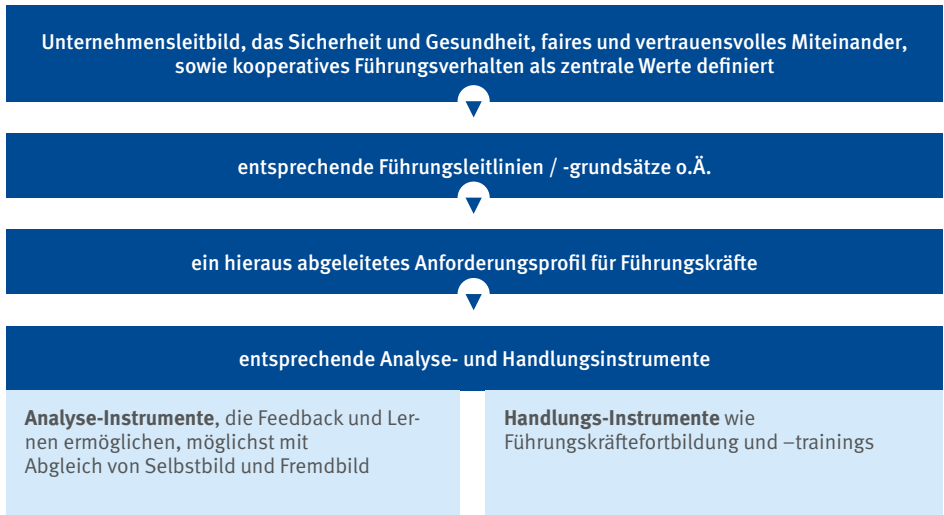 Unternehmensleitbild, das Sicherheit und Gesundheit, faires und vertrauensvolles Miteinander,
sowie kooperatives Führungsverhalten als zentrale Werte definiert
entsprechende Führungsleitlinien / -grundsätze o.Ä.
ein hieraus abgeleitetes Anforderungsprofil für Führungskräfte
entsprechende Analyse- und Handlungsinstrumente
Analyse-Instrumente, die Feedback und Ler-
nen ermöglichen, möglichst mit
Abgleich von Selbstbild und Fremdbild
Handlungs-Instrumente wie
Führungskräftefortbildung und –trainings